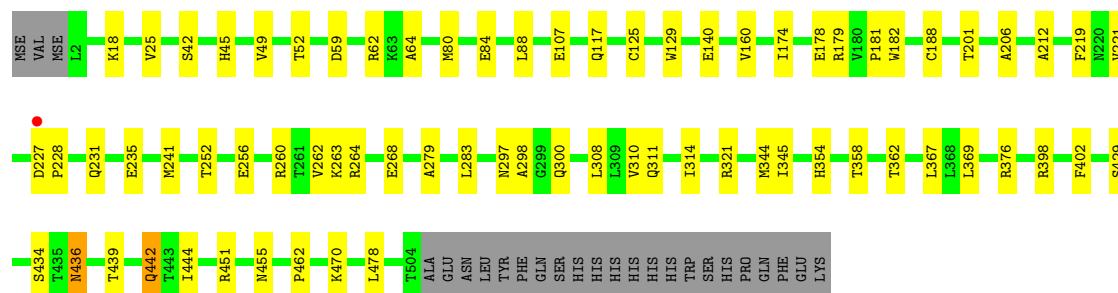 MSE VAL MSE L2 K18 V25 S42 H45 V49 T52 D59 R62 K63 A64 M80 E84 L88 E107 Q117 C125 W129 E140 V160 I174 E178 R179 V180 P181 W182 C188 T201 A206 A212 F219 N220
D227 P228 Q231 E235 M241 T252 E256 R260 T261 V262 K263 R264 E268 A279 L283 N297 A298 G299 Q300 L308 L309 V310 Q311 I314 R321 M344 I345 H354 T358 T362 L367 L368 L369 R376 R398 F402
S434 T435 N436 T439 Q442 T443 I444 R451 N455 P462 K470 L478 T504 ALA GLU ASN LEU TYR PHE GLN SER HIS HIS HIS HIS HIS HIS TRP SER HIS PRO GLN PHE GLU LYS